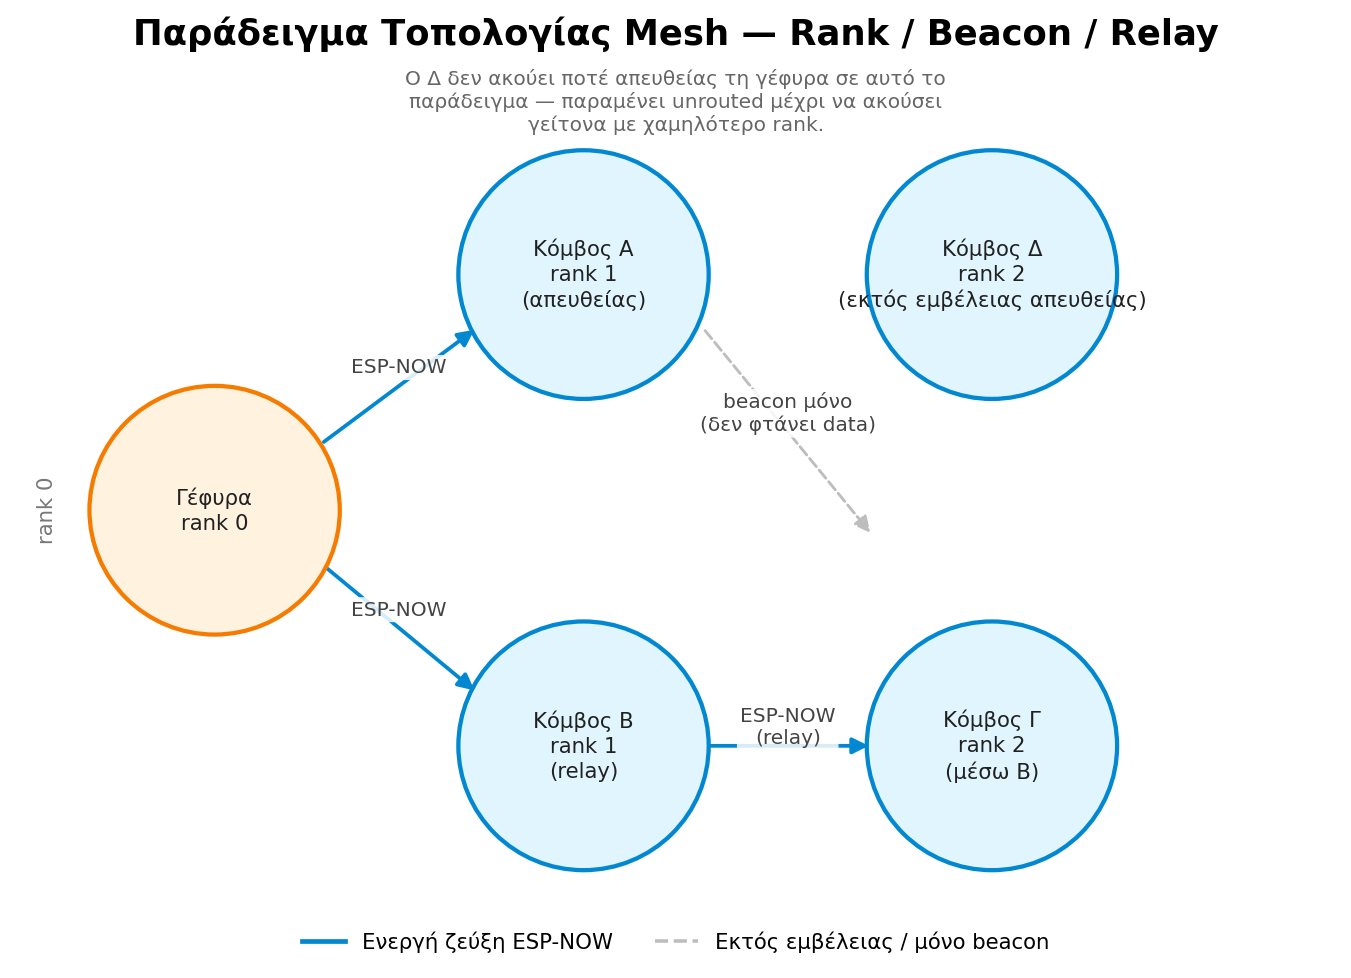 Παράδειγμα Τοπολογίας Mesh — Rank / Beacon / Relay
Ο Δ δεν ακούει ποτέ απευθείας τη γέφυρα σε αυτό το
παράδειγμα — παραμένει unrouted μέχρι να ακούσει
γείτονα με χαμηλότερο rank.
Κόμβος Α
rank 1
(απευθείας)
Κόμβος Δ
rank 2
(εκτός εμβέλειας απευθείας)
ESP-NOW
beacon μόνο
(δεν φτάνει data)
rank 0
Γέφυρα
rank 0
ESP-NOW
Κόμβος Β
rank 1
(relay)
ESP-NOW
(relay)
Κόμβος Γ
rank 2
(μέσω Β)
Ενεργή ζεύξη ESP-NOW
Εκτός εμβέλειας / μόνο beacon